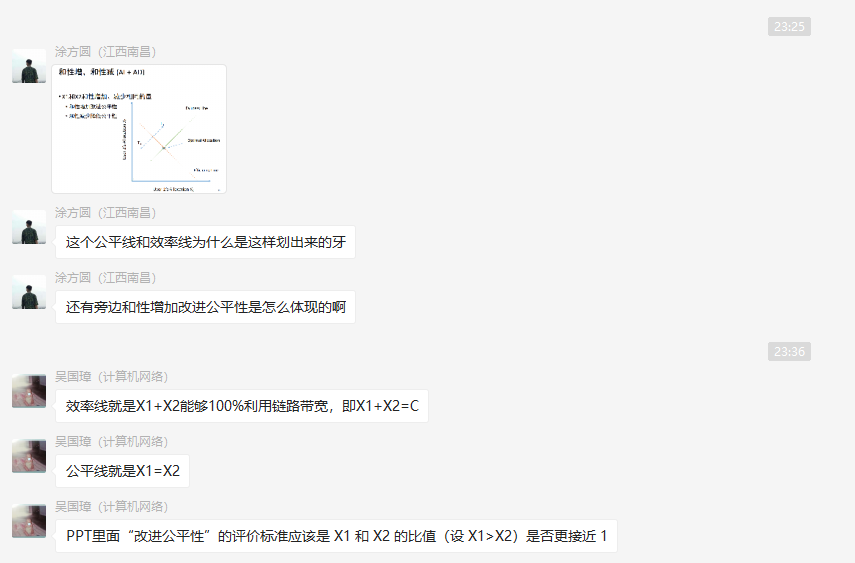 23:25
涂方圆（江西南昌）
和性增、和性减 (AI + AD)
涂方圆（江西南昌）
这个公平线和效率线为什么是这样划出来的牙
涂方圆（江西南昌）
还有旁边和性增加改进公平性是怎么体现的啊
23:36
吴国璋（计算机网络）
效率线就是X1+X2能够100%利用链路带宽，即X1+X2=C
吴国璋（计算机网络）
公平线就是X1=X2
吴国璋（计算机网络）
PPT里面“改进公平性”的评价标准应该是 X1 和 X2 的比值（设 X1>X2）是否更接近 1